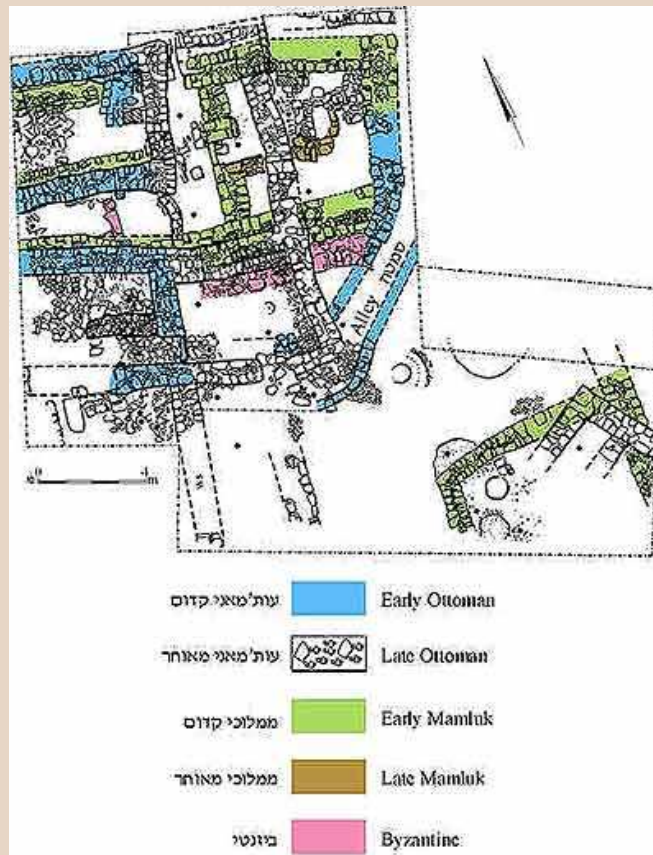 סמטה
Alley
0
4
m
עות'מאני קדום Early Ottoman
עות'מאני מאוחר Late Ottoman
ממלוכי קדום Early Mamluk
ממלוכי מאוחר Late Mamluk
ביזנטי Byzantine